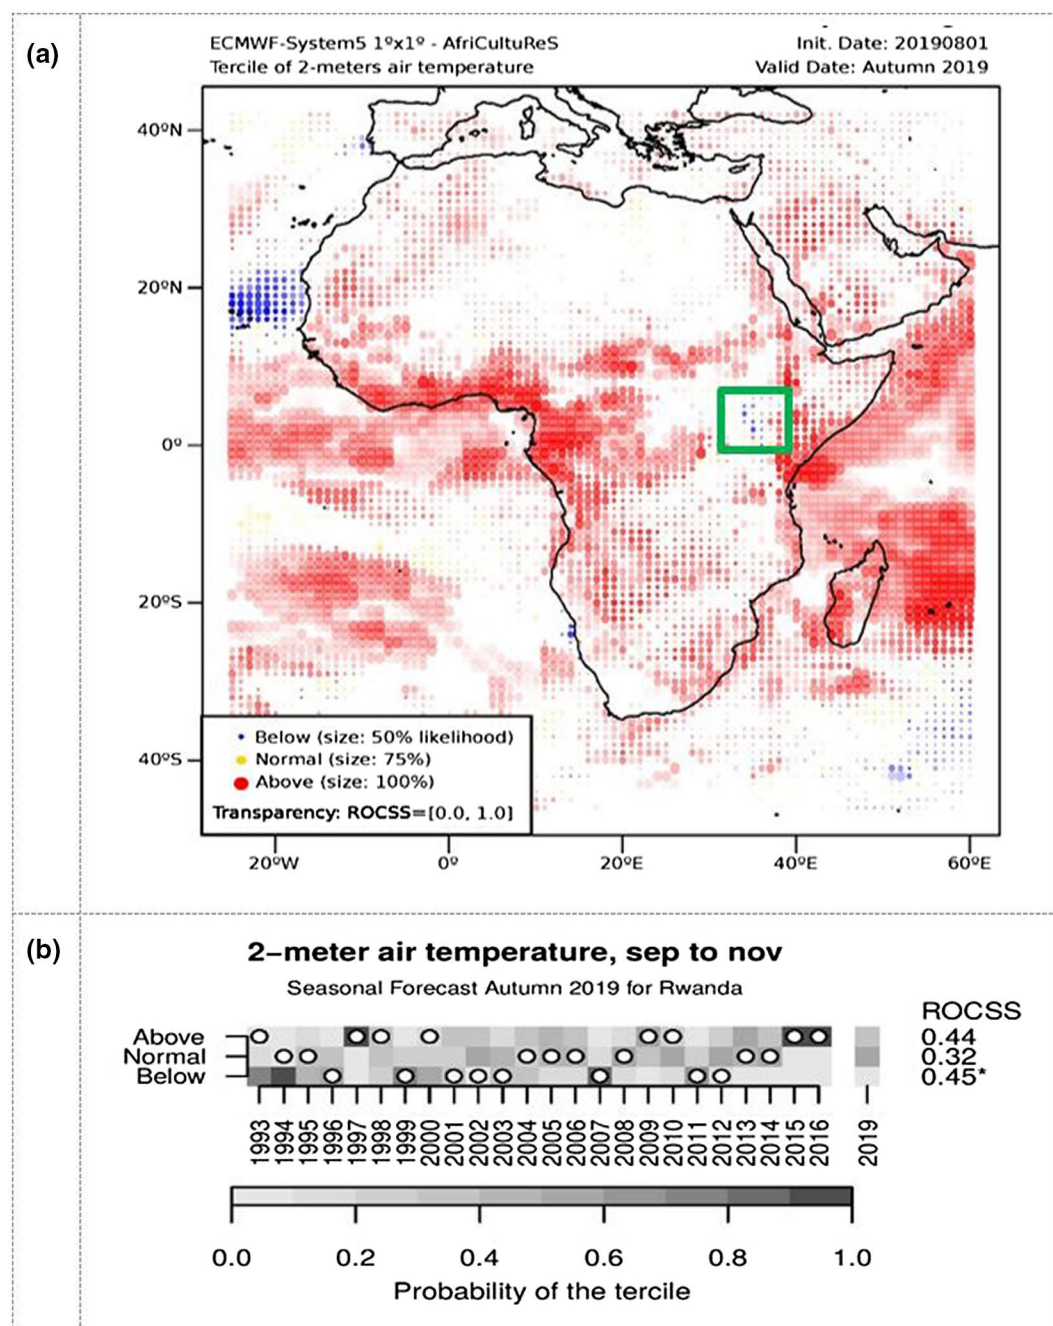 (a)
ECMWF-System5 1ºx1º - AfriCultuReS
Init. Date: 20190801
Tercile of 2-meters air temperature
Valid Date: Autumn 2019
40ºN
20ºN
0º
20ºS
40ºS
Below (size: 50% likelihood)
Normal (size: 75%)
Above (size: 100%)
Transparency: ROCSS=[0.0, 1.0]
20ºW 0º 20ºE 40ºE 60ºE
(b)
2-meter air temperature, sep to nov
Seasonal Forecast Autumn 2019 for Rwanda
ROCSS
Above 0.44
Normal 0.32
Below 0.45*
1993 1994 1995 1996 1997 1998 1999 2000 2001 2002 2003 2004 2005 2006 2007 2008 2009 2010 2011 2012 2013 2014 2015 2016 2019
0.0 0.2 0.4 0.6 0.8 1.0
Probability of the tercile